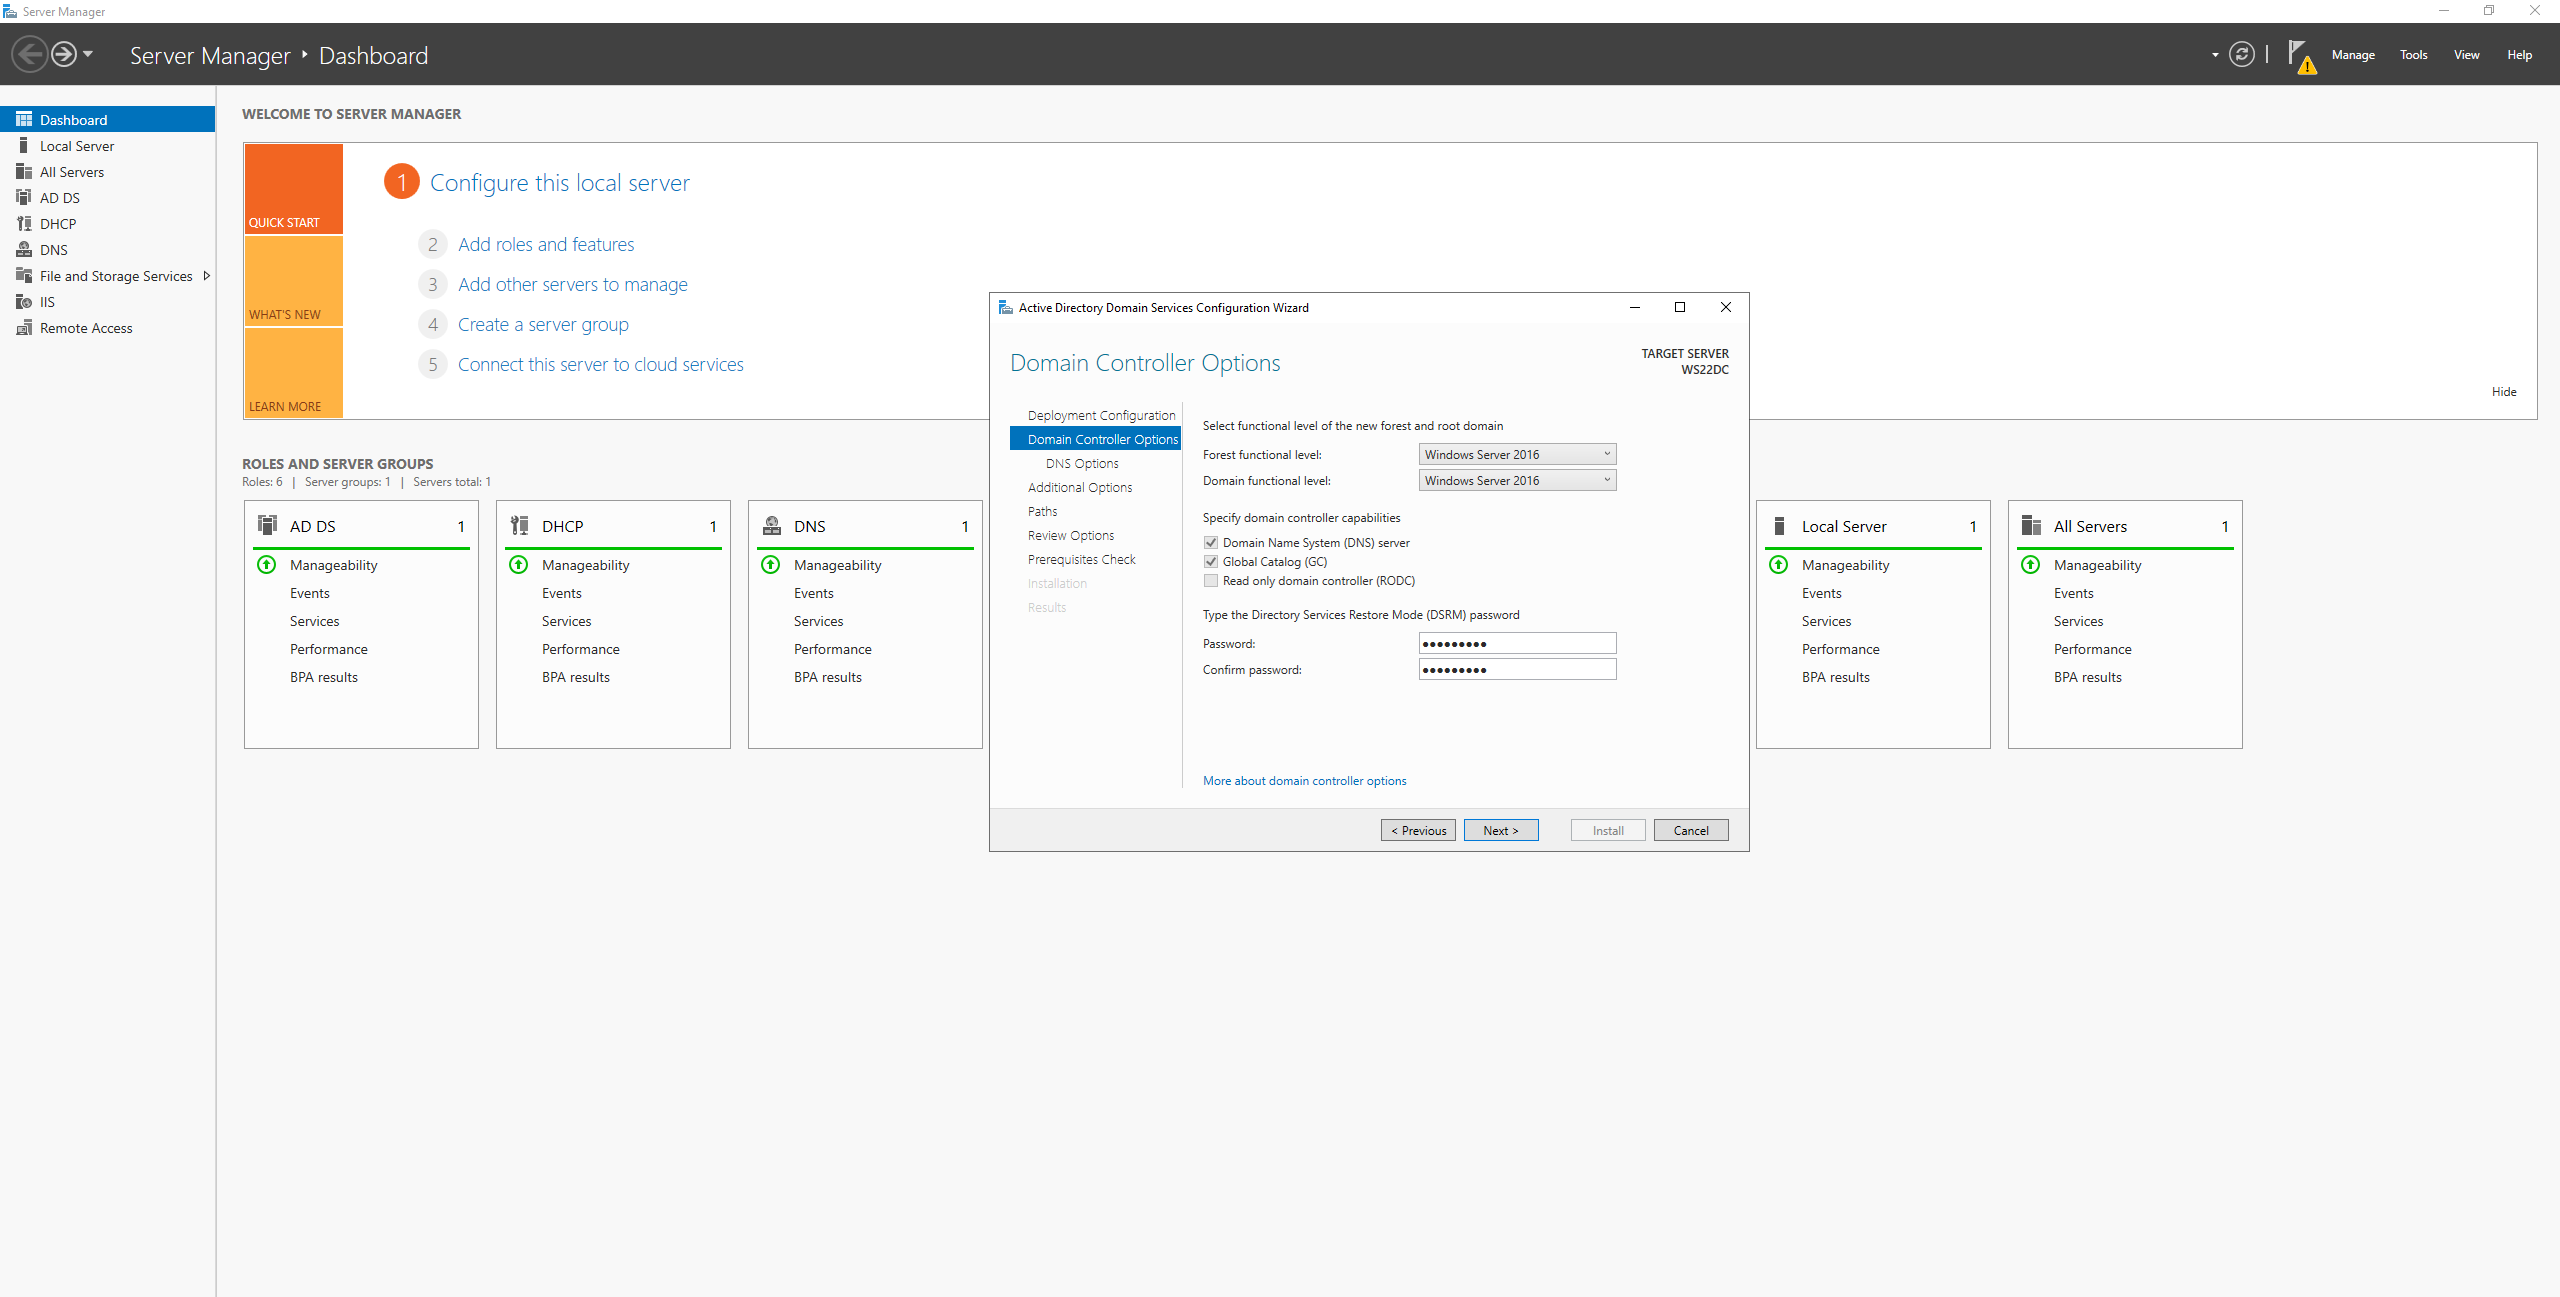 Server Manager
Server Manager ‣ Dashboard
Manage
Tools
View
Help
Dashboard
Local Server
All Servers
AD DS
DHCP
DNS
File and Storage Services
IIS
Remote Access
WELCOME TO SERVER MANAGER
QUICK START
WHAT'S NEW
LEARN MORE
1 Configure this local server
2 Add roles and features
3 Add other servers to manage
4 Create a server group
5 Connect this server to cloud services
Hide
ROLES AND SERVER GROUPS
Roles: 6 | Server groups: 1 | Servers total: 1
AD DS 1
Manageability
Events
Services
Performance
BPA results
DHCP 1
Manageability
Events
Services
Performance
BPA results
DNS 1
Manageability
Events
Services
Performance
BPA results
Active Directory Domain Services Configuration Wizard
Domain Controller Options
TARGET SERVER
WS22DC
Deployment Configuration
Domain Controller Options
DNS Options
Additional Options
Paths
Review Options
Prerequisites Check
Installation
Results
Select functional level of the new forest and root domain
Forest functional level: Windows Server 2016
Domain functional level: Windows Server 2016
Specify domain controller capabilities
Domain Name System (DNS) server
Global Catalog (GC)
Read only domain controller (RODC)
Type the Directory Services Restore Mode (DSRM) password
Password: ●●●●●●●●●
Confirm password: ●●●●●●●●●
More about domain controller options
< Previous
Next >
Install
Cancel
Local Server 1
Manageability
Events
Services
Performance
BPA results
All Servers 1
Manageability
Events
Services
Performance
BPA results